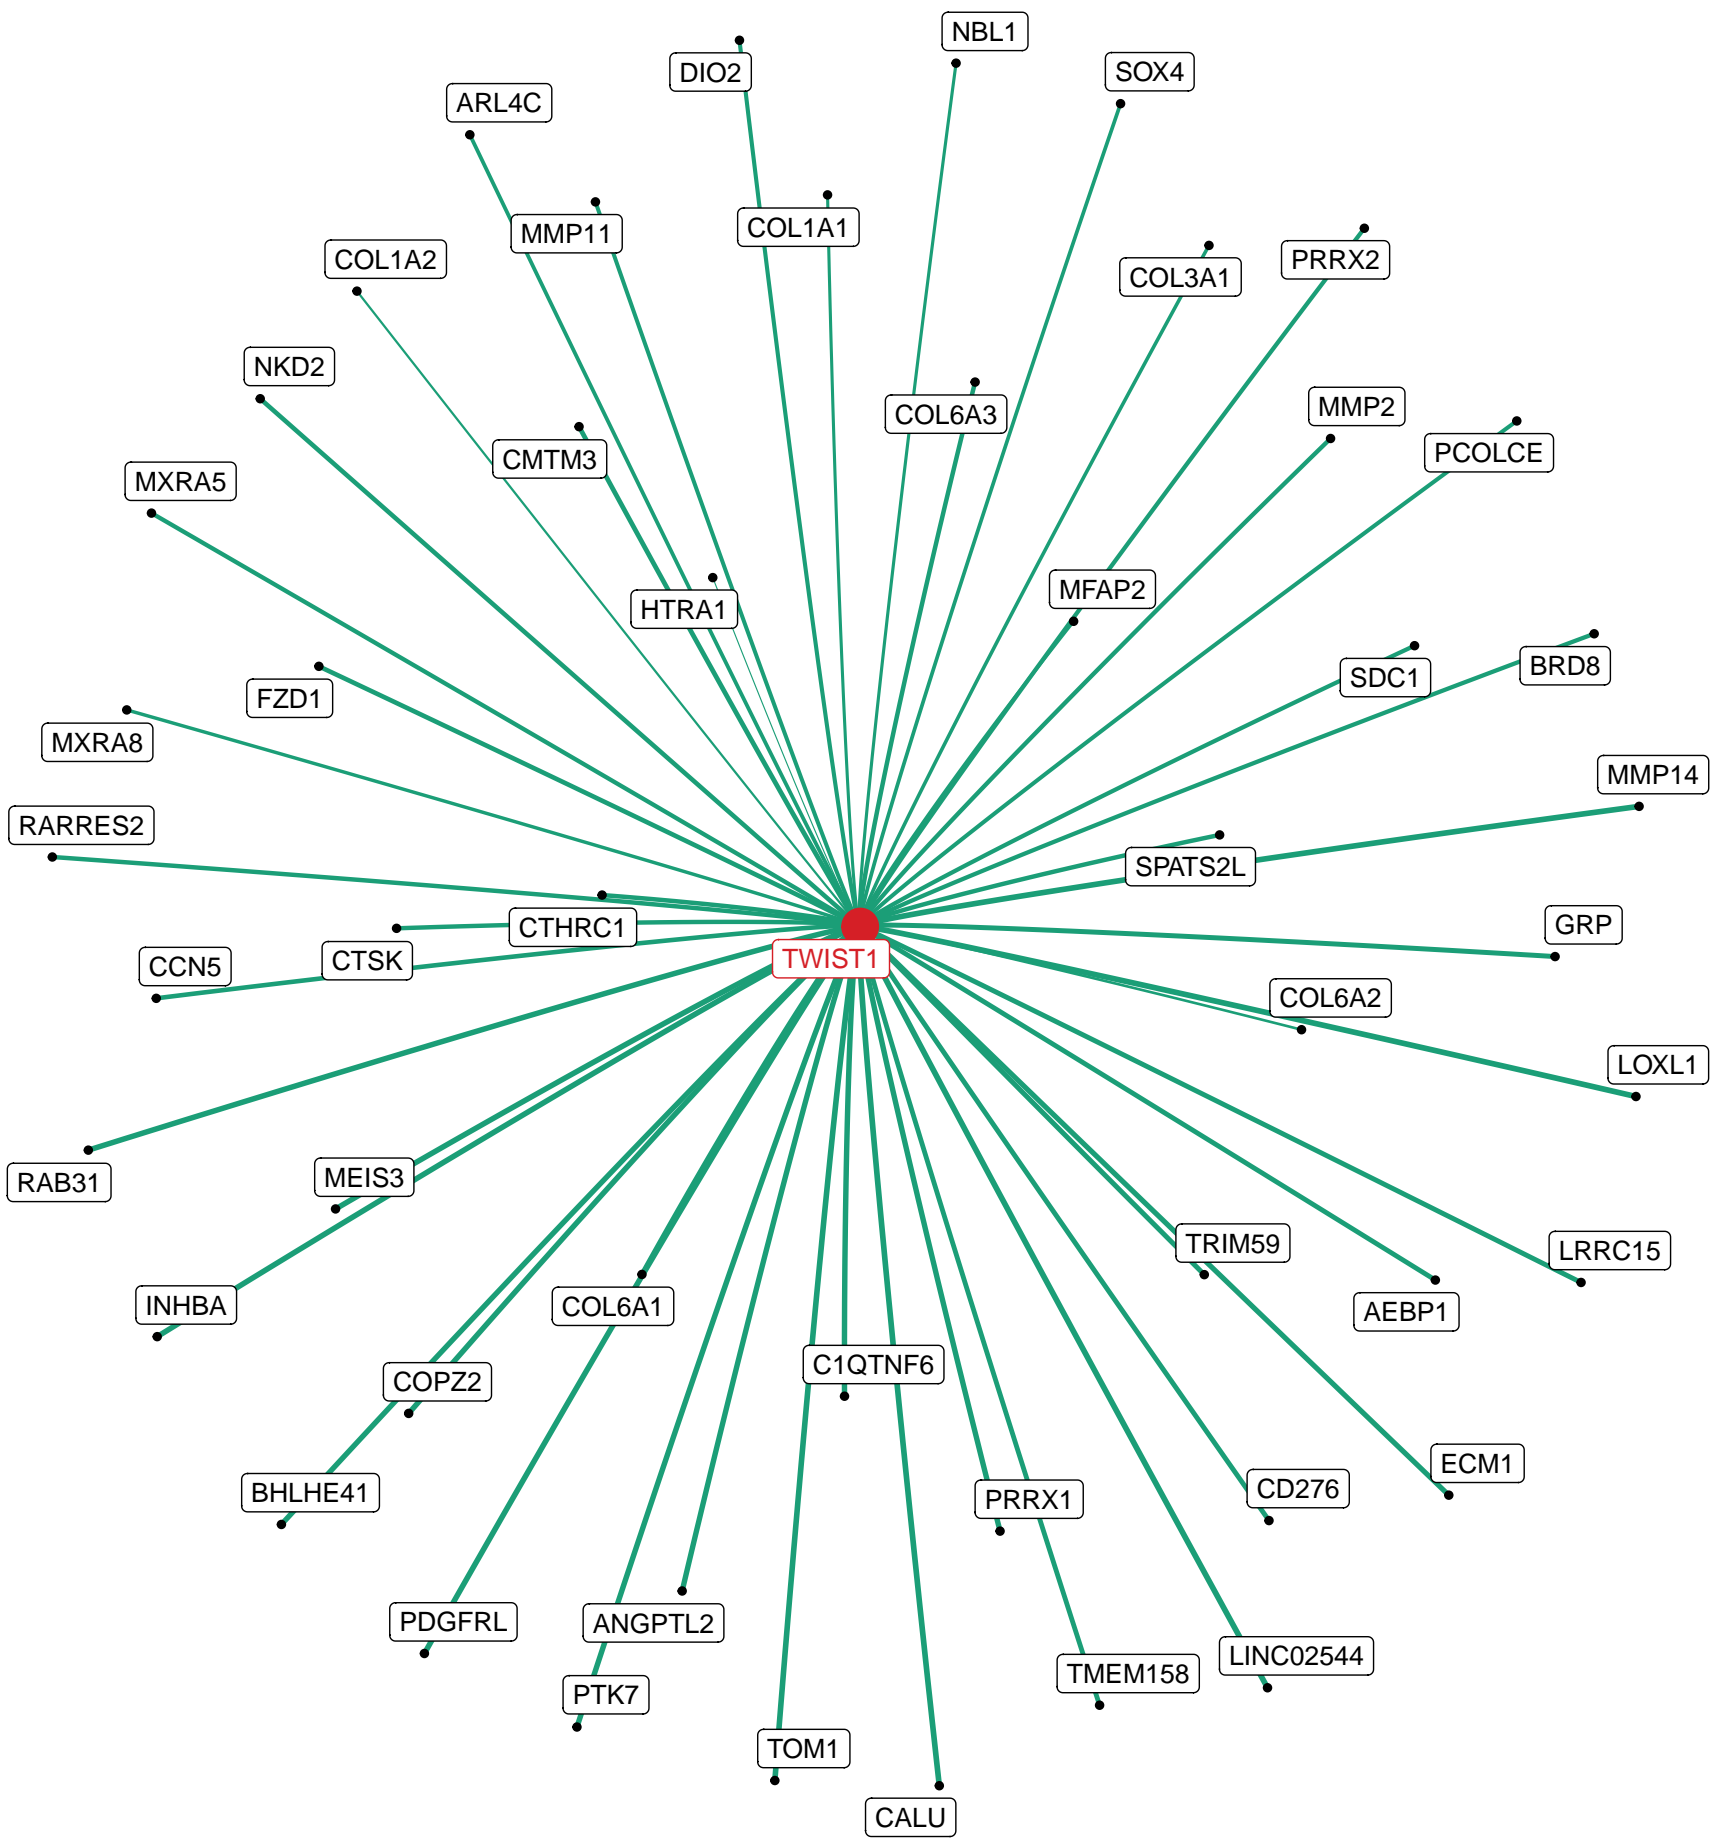 NBL1
DIO2
SOX4
ARL4C
COL1A1
MMP11
COL1A2
PRRX2
COL3A1
NKD2
MMP2
COL6A3
PCOLCE
CMTM3
MXRA5
MFAP2
HTRA1
BRD8
SDC1
FZD1
MXRA8
MMP14
RARRES2
SPATS2L
GRP
CTHRC1
TWIST1
CTSK
CCN5
COL6A2
LOXL1
MEIS3
RAB31
TRIM59
LRRC15
INHBA
COL6A1
AEBP1
C1QTNF6
COPZ2
ECM1
CD276
BHLHE41
PRRX1
PDGFRL
ANGPTL2
LINC02544
TMEM158
PTK7
TOM1
CALU